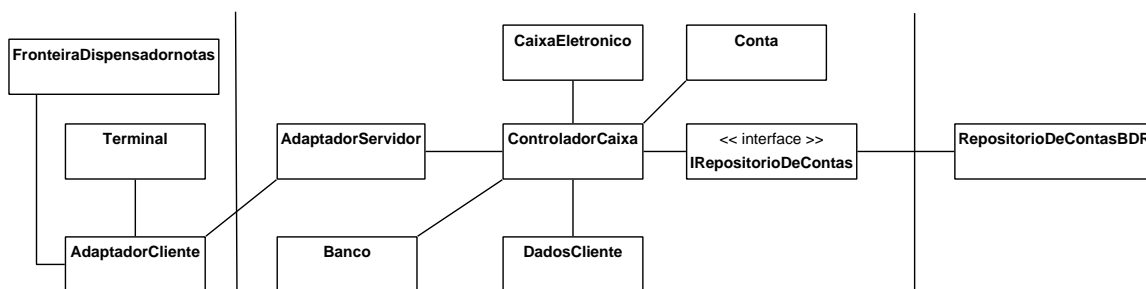 FronteiraDispensadornotas
CaixaEletronico
Conta
Terminal
AdaptadorServidor
ControladorCaixa
<< interface >>
IRepositorioDeContas
RepositorioDeContasBDR
AdaptadorCliente
Banco
DadosCliente